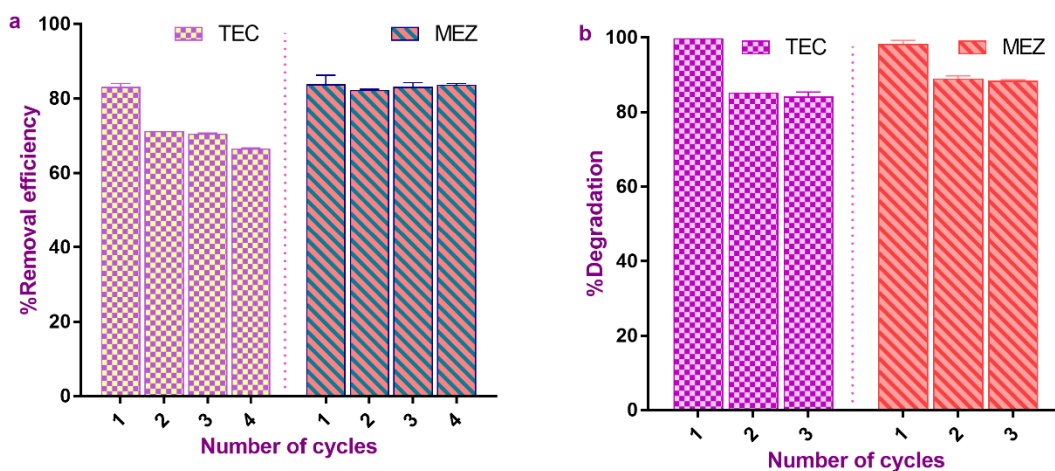 a
TEC
MEZ
%Removal efficiency
100
80
60
40
20
0
1 2 3 4 1 2 3 4
Number of cycles
b
TEC
MEZ
%Degradation
100
80
60
40
20
0
1 2 3 1 2 3
Number of cycles